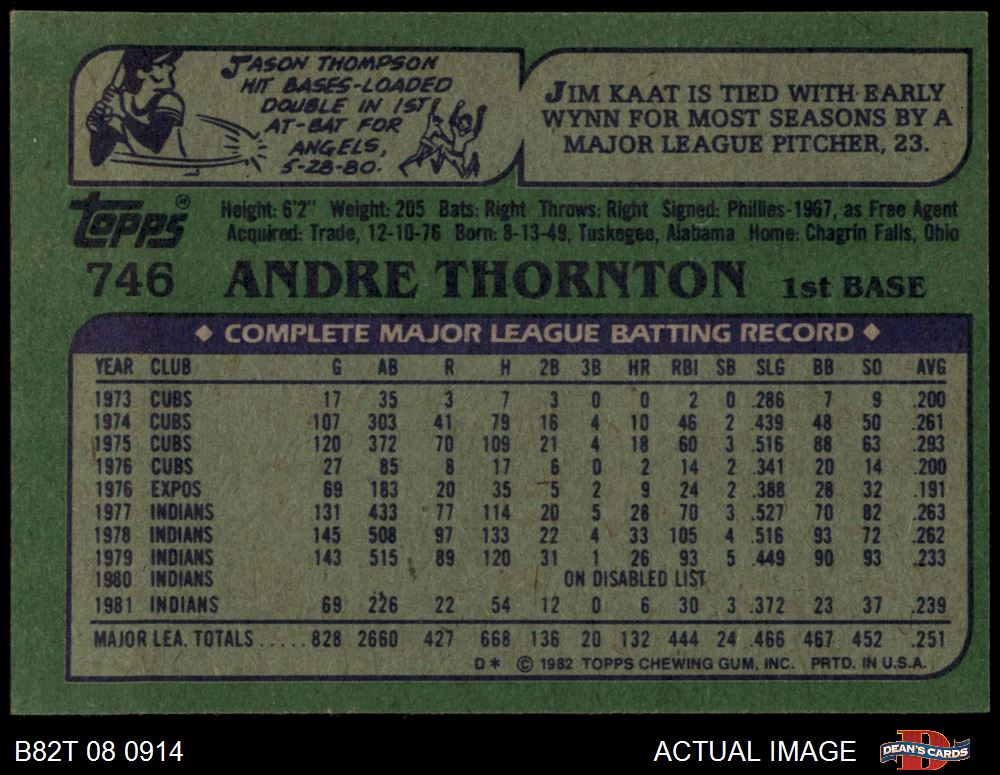 JASON THOMPSON
HIT BASES-LOADED
DOUBLE IN 1ST
AT-BAT FOR
ANGELS,
5-28-80.
JIM KAAT IS TIED WITH EARLY
WYNN FOR MOST SEASONS BY A
MAJOR LEAGUE PITCHER, 23.
TOPPS®
Height: 6'2" Weight: 205 Bats: Right Throws: Right Signed: Phillies-1967, as Free Agent
Acquired: Trade, 12-10-76 Born: 8-13-49, Tuskegee, Alabama Home: Chagrin Falls, Ohio
746 ANDRE THORNTON 1st BASE
◆ COMPLETE MAJOR LEAGUE BATTING RECORD ◆
YEAR CLUB G AB R H 2B 3B HR RBI SB SLG BB SO AVG
1973 CUBS 17 35 3 7 3 0 0 2 0 .286 7 9 .200
1974 CUBS 107 303 41 79 16 4 10 46 2 .439 48 50 .261
1975 CUBS 120 372 70 109 21 4 18 60 3 .516 88 63 .293
1976 CUBS 27 85 8 17 6 0 2 14 2 .341 20 14 .200
1976 EXPOS 69 183 20 35 5 2 9 24 2 .388 28 32 .191
1977 INDIANS 131 433 77 114 20 5 28 70 3 .527 70 82 .263
1978 INDIANS 145 508 97 133 22 4 33 105 4 .516 93 72 .262
1979 INDIANS 143 515 89 120 31 1 26 93 5 .449 90 93 .233
1980 INDIANS ON DISABLED LIST
1981 INDIANS 69 226 22 54 12 0 6 30 3 .372 23 37 .239
MAJOR LEA. TOTALS ..... 828 2660 427 668 136 20 132 444 24 .466 467 452 .251
D* © 1982 TOPPS CHEWING GUM, INC. PRTD. IN U.S.A.
B82T 08 0914 ACTUAL IMAGE DEAN'S CARDS